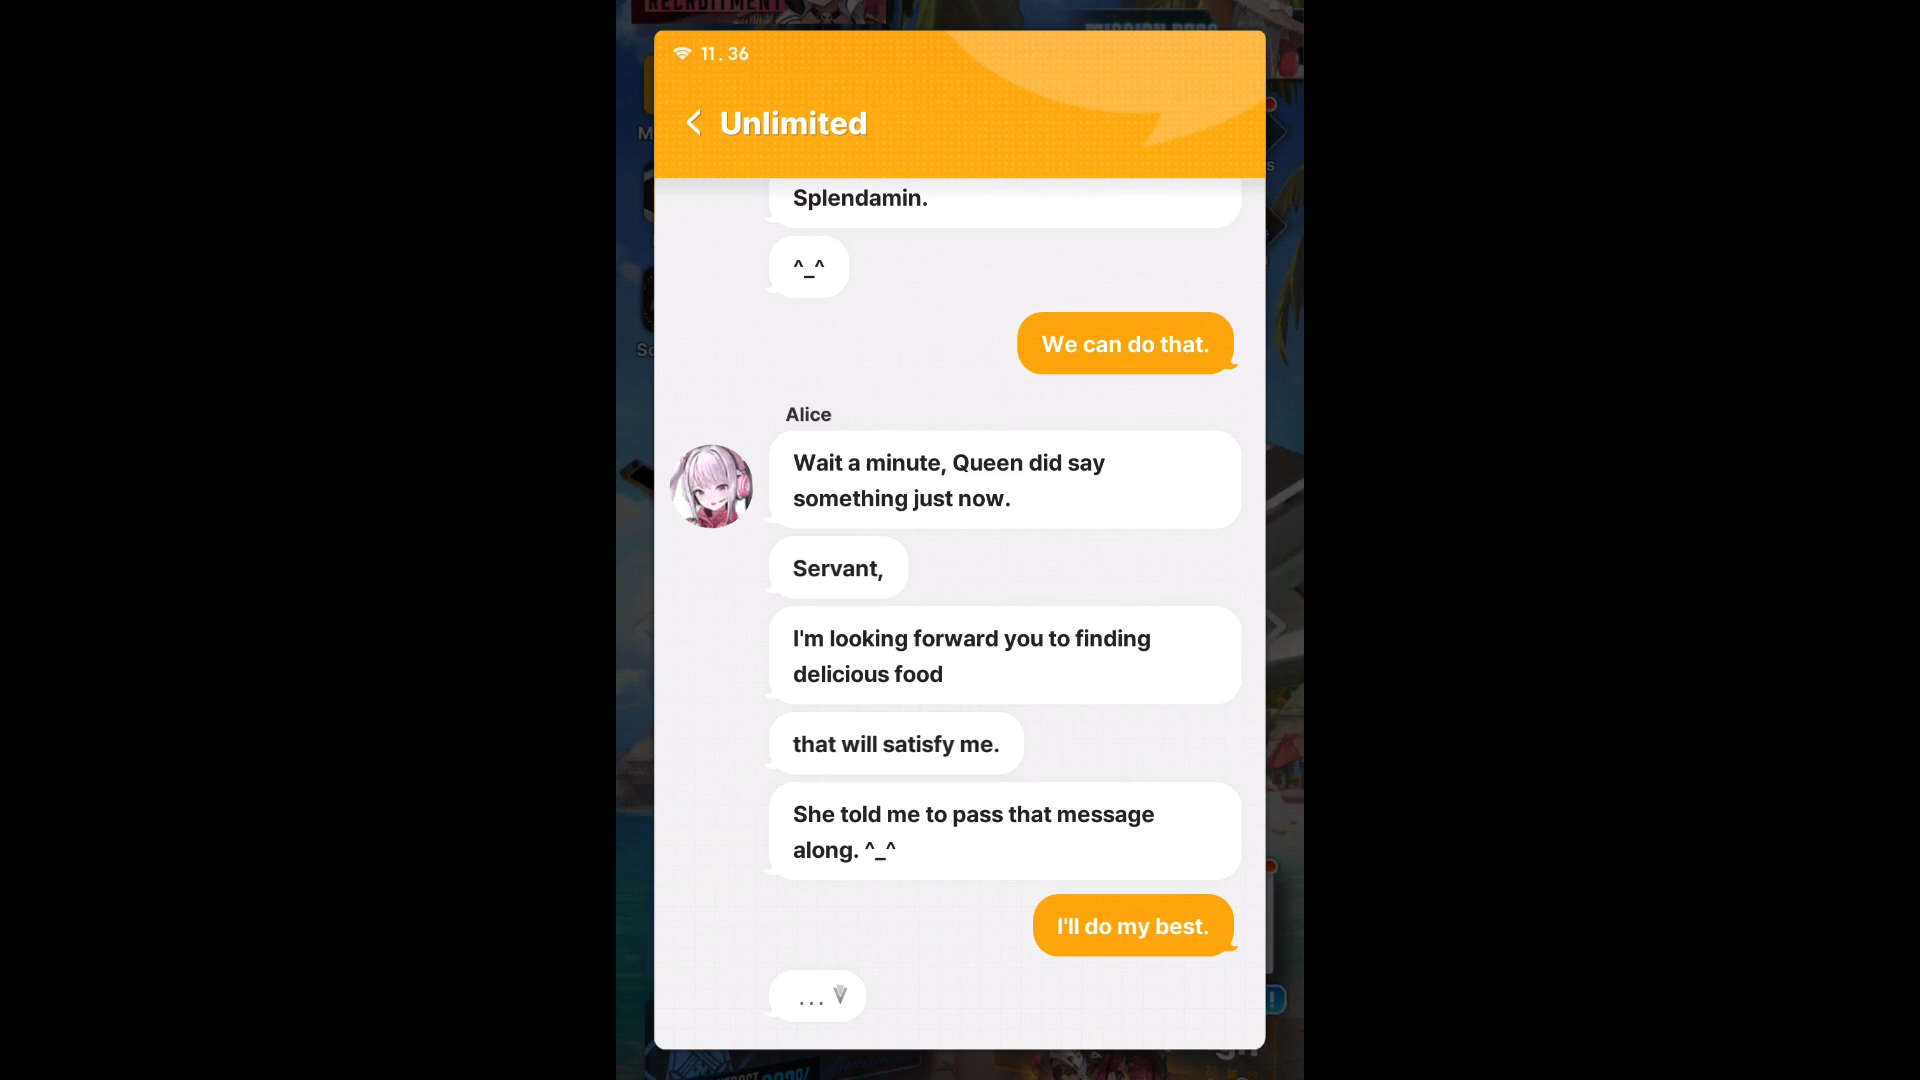 RECRUITMENT
11.36
Unlimited
Splendamin.
^_^
We can do that.
Alice
Wait a minute, Queen did say
something just now.
Servant,
I'm looking forward you to finding
delicious food
that will satisfy me.
She told me to pass that message
along. ^_^
I'll do my best.
...